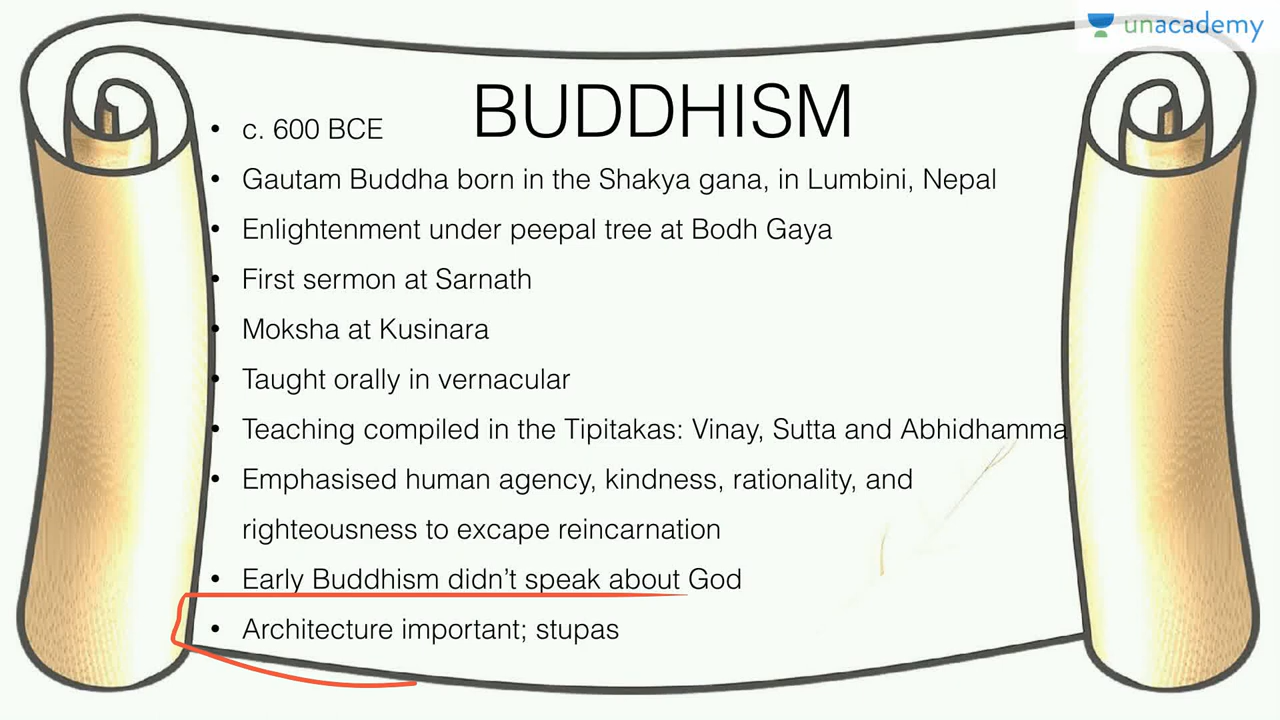 unacademy
BUDDHISM
• c. 600 BCE
• Gautam Buddha born in the Shakya gana, in Lumbini, Nepal
• Enlightenment under peepal tree at Bodh Gaya
• First sermon at Sarnath
• Moksha at Kusinara
• Taught orally in vernacular
• Teaching compiled in the Tipitakas: Vinay, Sutta and Abhidhamma
• Emphasised human agency, kindness, rationality, and
righteousness to excape reincarnation
• Early Buddhism didn’t speak about God
• Architecture important; stupas